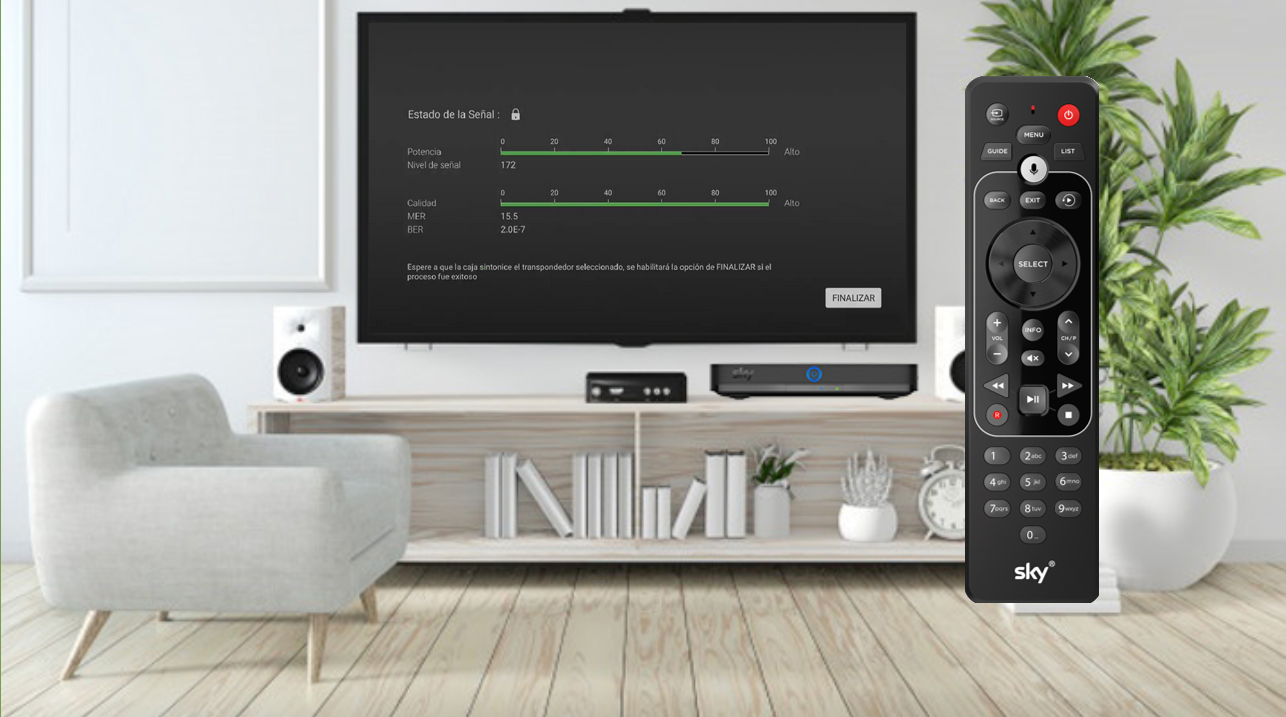 Estado de la Señal :
0 20 40 60 80 100
Potencia Alto
Nivel de señal 172
0 20 40 60 80 100
Calidad Alto
MER 15.5
BER 2.0E-7
Espere a que la caja sintonice el transpondedor seleccionado, se habilitará la opción de FINALIZAR si el
proceso fue exitoso
FINALIZAR
sky
SOURCE
MENU
GUIDE LIST
BACK EXIT
SELECT
+ INFO
VOL CH/P
−
R
1 2abc 3def
4ghi 5jkl 6mno
7pqrs 8tuv 9wxyz
0
sky®